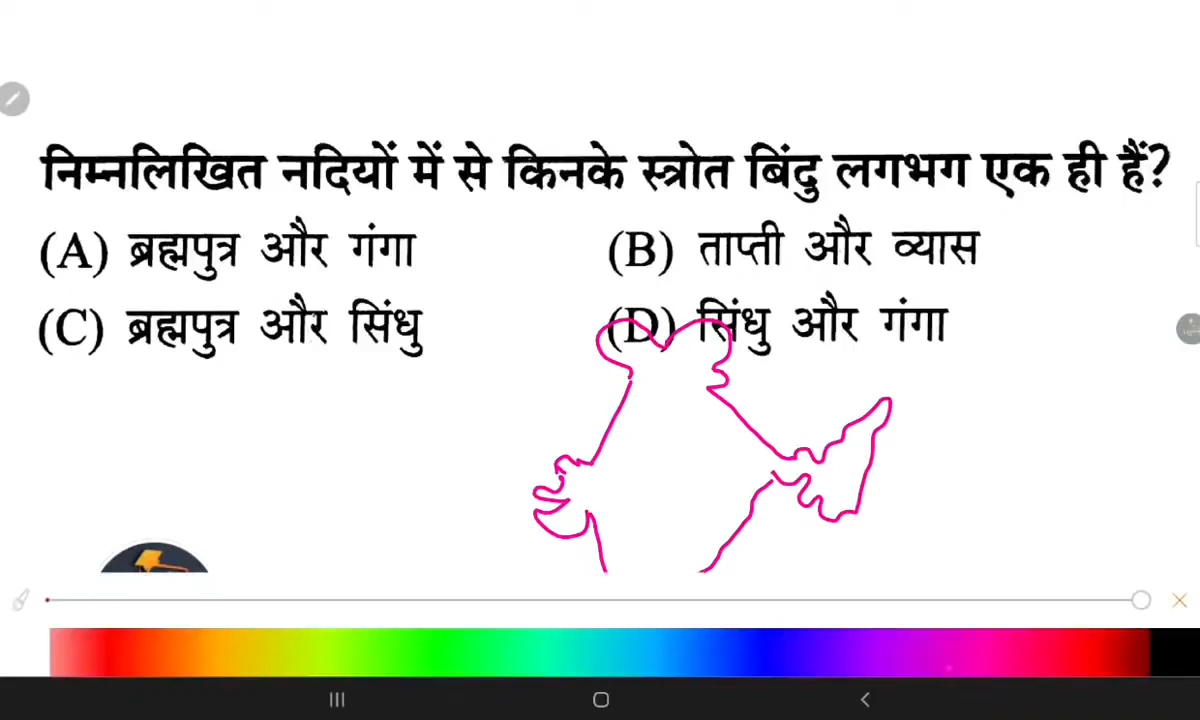 निम्नलिखित नदियों में से किनके स्त्रोत बिंदु लगभग एक ही हैं?
(A) ब्रह्मपुत्र और गंगा (B) ताप्ती और व्यास
(C) ब्रह्मपुत्र और सिंधु (D) सिंधु और गंगा